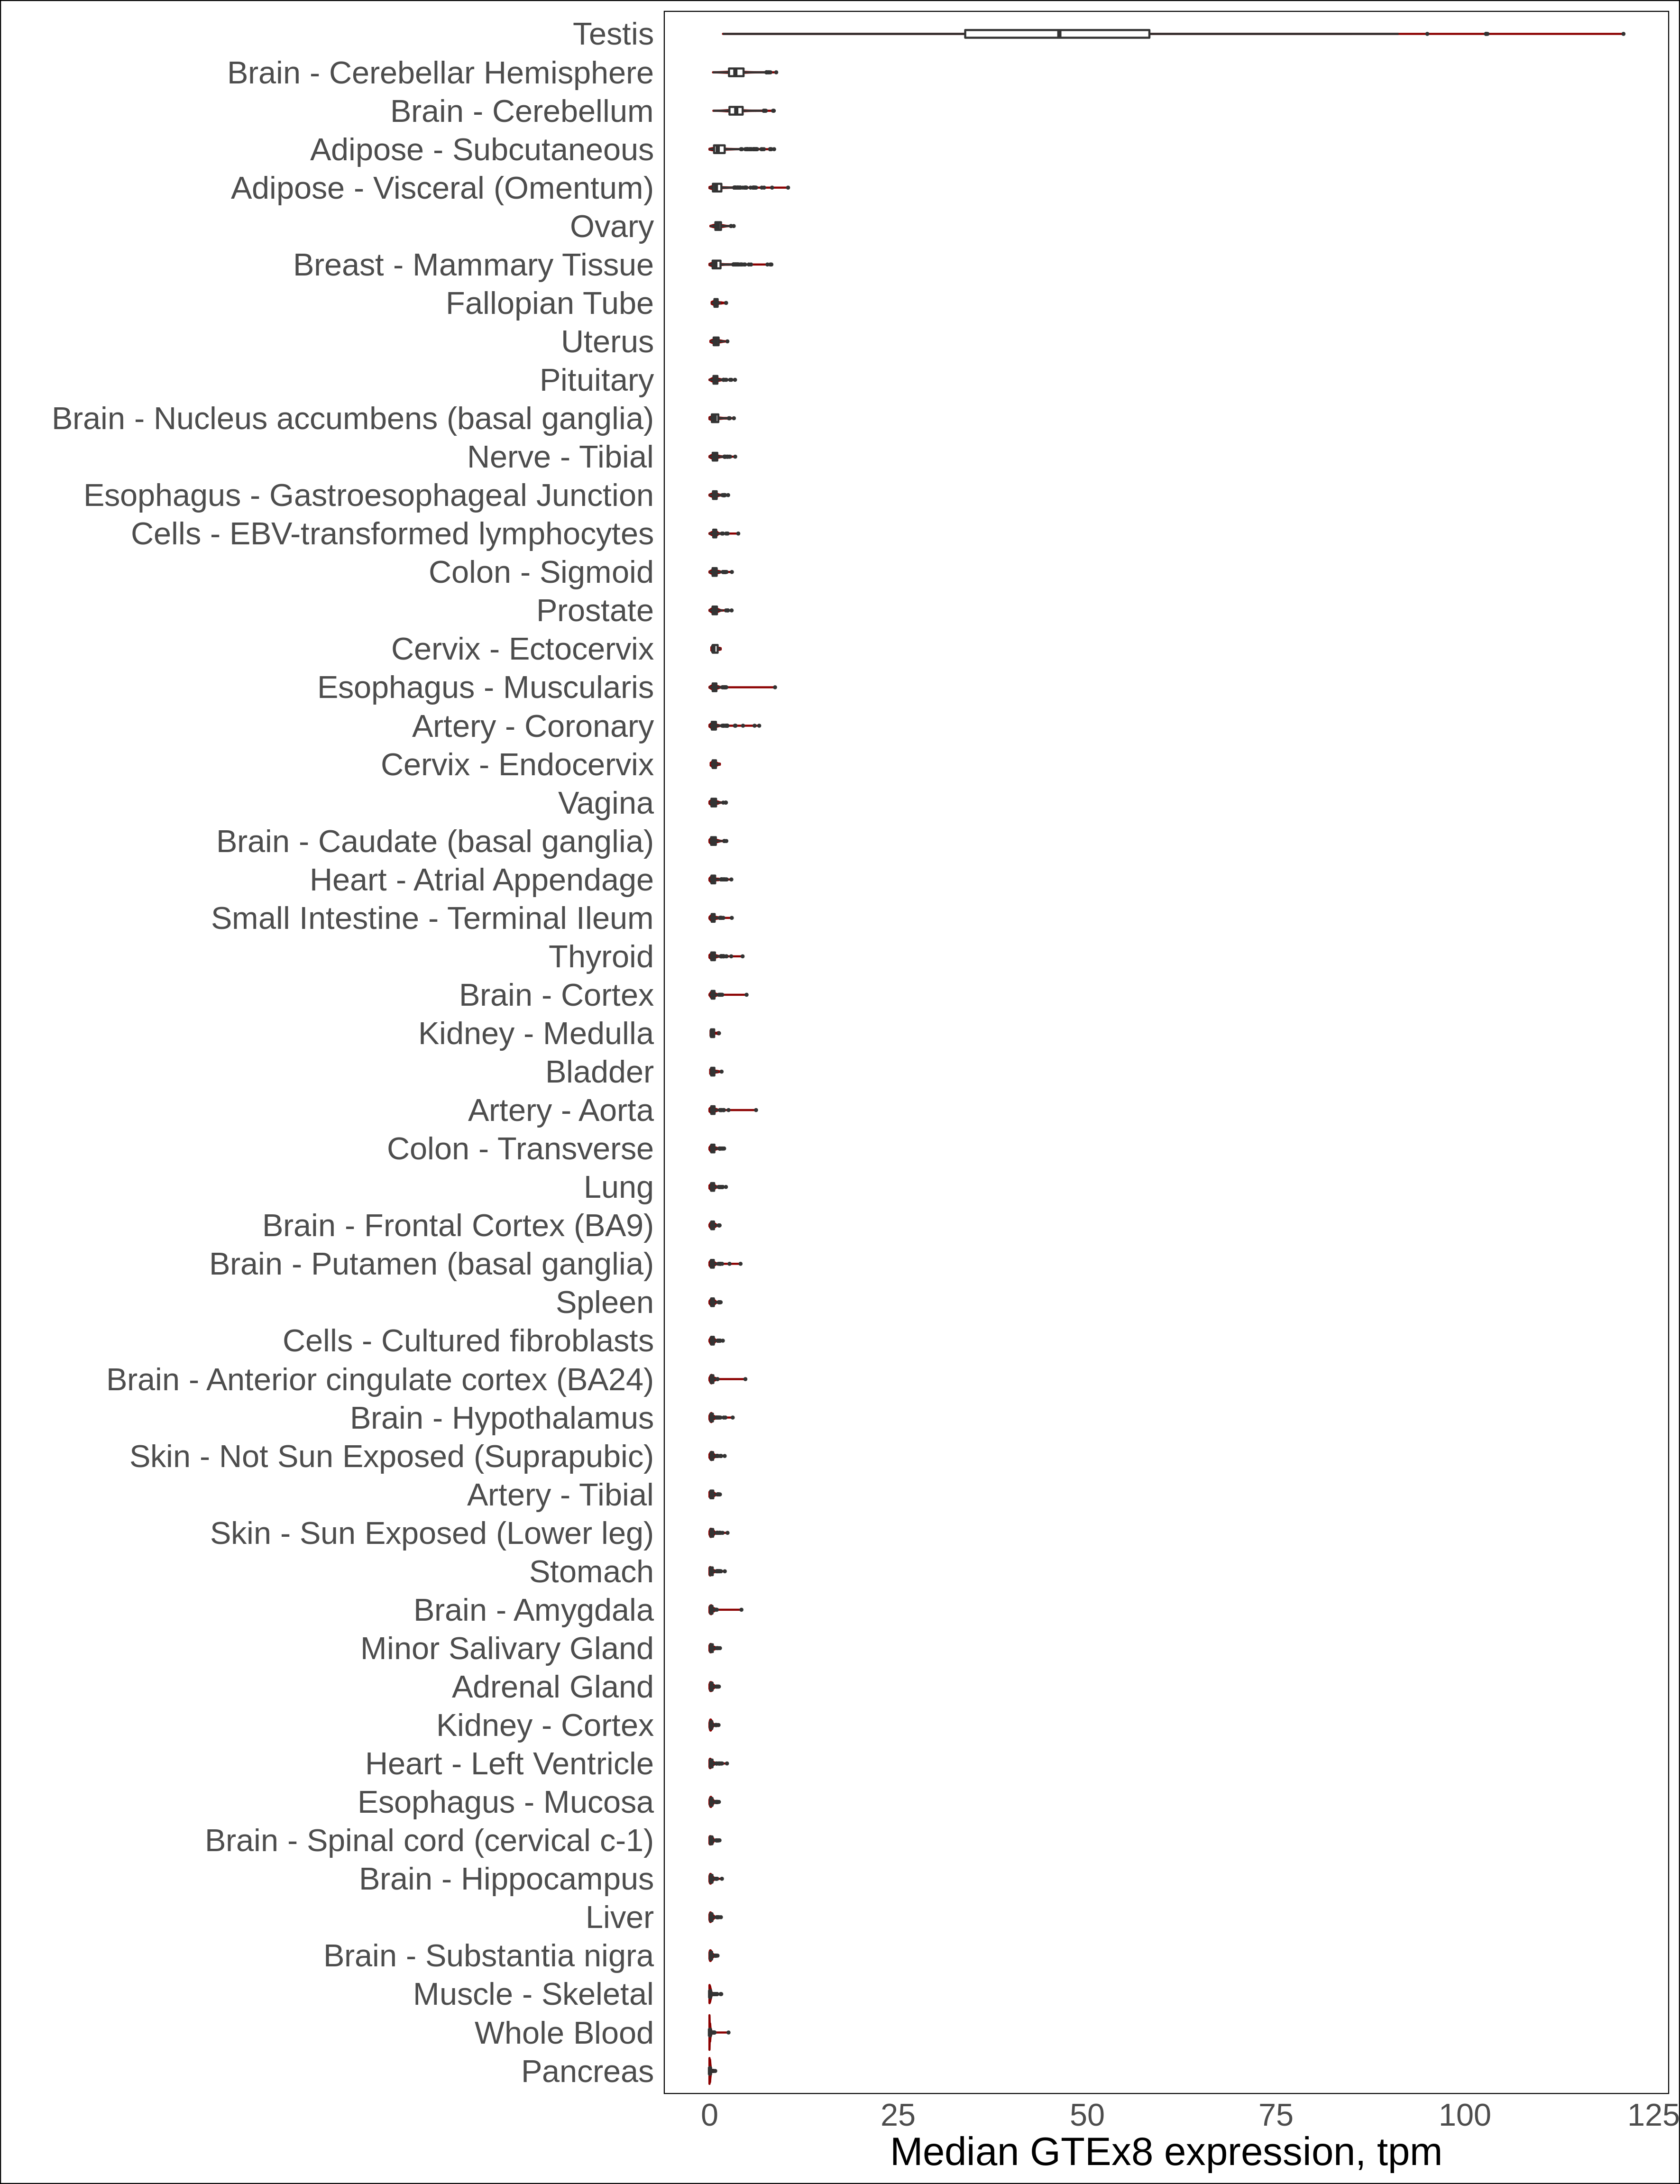 Testis
Brain - Cerebellar Hemisphere
Brain - Cerebellum
Adipose - Subcutaneous
Adipose - Visceral (Omentum)
Ovary
Breast - Mammary Tissue
Fallopian Tube
Uterus
Pituitary
Brain - Nucleus accumbens (basal ganglia)
Nerve - Tibial
Esophagus - Gastroesophageal Junction
Cells - EBV-transformed lymphocytes
Colon - Sigmoid
Prostate
Cervix - Ectocervix
Esophagus - Muscularis
Artery - Coronary
Cervix - Endocervix
Vagina
Brain - Caudate (basal ganglia)
Heart - Atrial Appendage
Small Intestine - Terminal Ileum
Thyroid
Brain - Cortex
Kidney - Medulla
Bladder
Artery - Aorta
Colon - Transverse
Lung
Brain - Frontal Cortex (BA9)
Brain - Putamen (basal ganglia)
Spleen
Cells - Cultured fibroblasts
Brain - Anterior cingulate cortex (BA24)
Brain - Hypothalamus
Skin - Not Sun Exposed (Suprapubic)
Artery - Tibial
Skin - Sun Exposed (Lower leg)
Stomach
Brain - Amygdala
Minor Salivary Gland
Adrenal Gland
Kidney - Cortex
Heart - Left Ventricle
Esophagus - Mucosa
Brain - Spinal cord (cervical c-1)
Brain - Hippocampus
Liver
Brain - Substantia nigra
Muscle - Skeletal
Whole Blood
Pancreas
0 25 50 75 100 125
Median GTEx8 expression, tpm